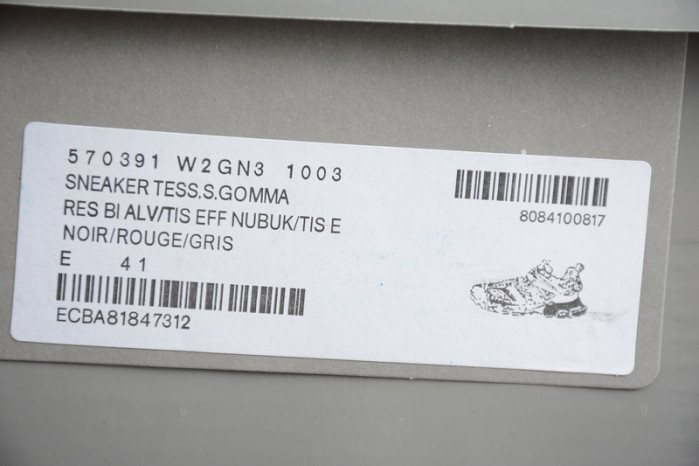 570391 W2GN3 1003
SNEAKER TESS.S.GOMMA
RES BI ALV/TIS EFF NUBUK/TIS E
NOIR/ROUGE/GRIS
E 41
ECBA81847312
8084100817